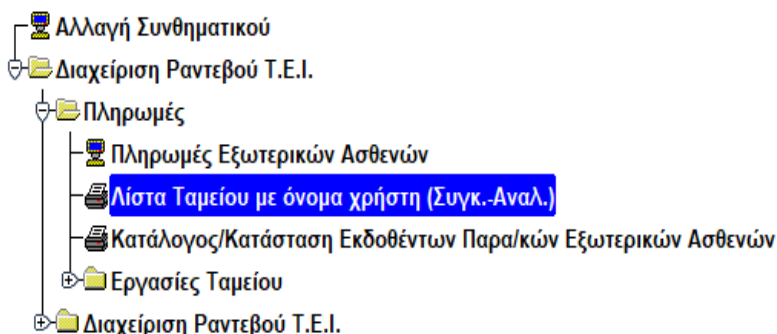 Αλλαγή Συνθηματικού
Διαχείριση Ραντεβού Τ.Ε.Ι.
Πληρωμές
Πληρωμές Εξωτερικών Ασθενών
Λίστα Ταμείου με όνομα χρήστη (Συγκ.-Αναλ.)
Κατάλογος/Κατάσταση Εκδοθέντων Παρα/κών Εξωτερικών Ασθενών
Εργασίες Ταμείου
Διαχείριση Ραντεβού Τ.Ε.Ι.